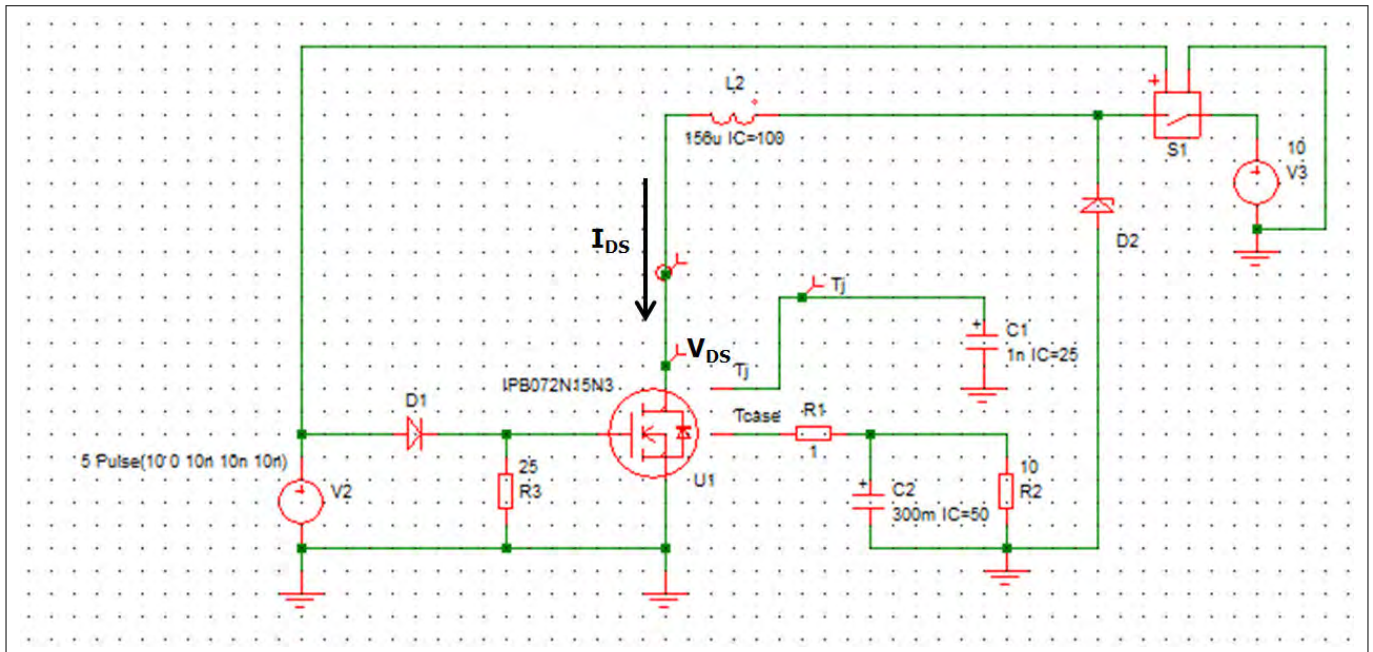 L2
156u IC=100
+
S1
10
V3
D2
I_DS
Tj
+
C1
1n IC=25
V_DS
Tj
IPB072N15N3
D1
Tcase
R1
1
U1
5 Pulse(10 0 10n 10n 10n)
V2
25
R3
+
C2
300m IC=50
10
R2